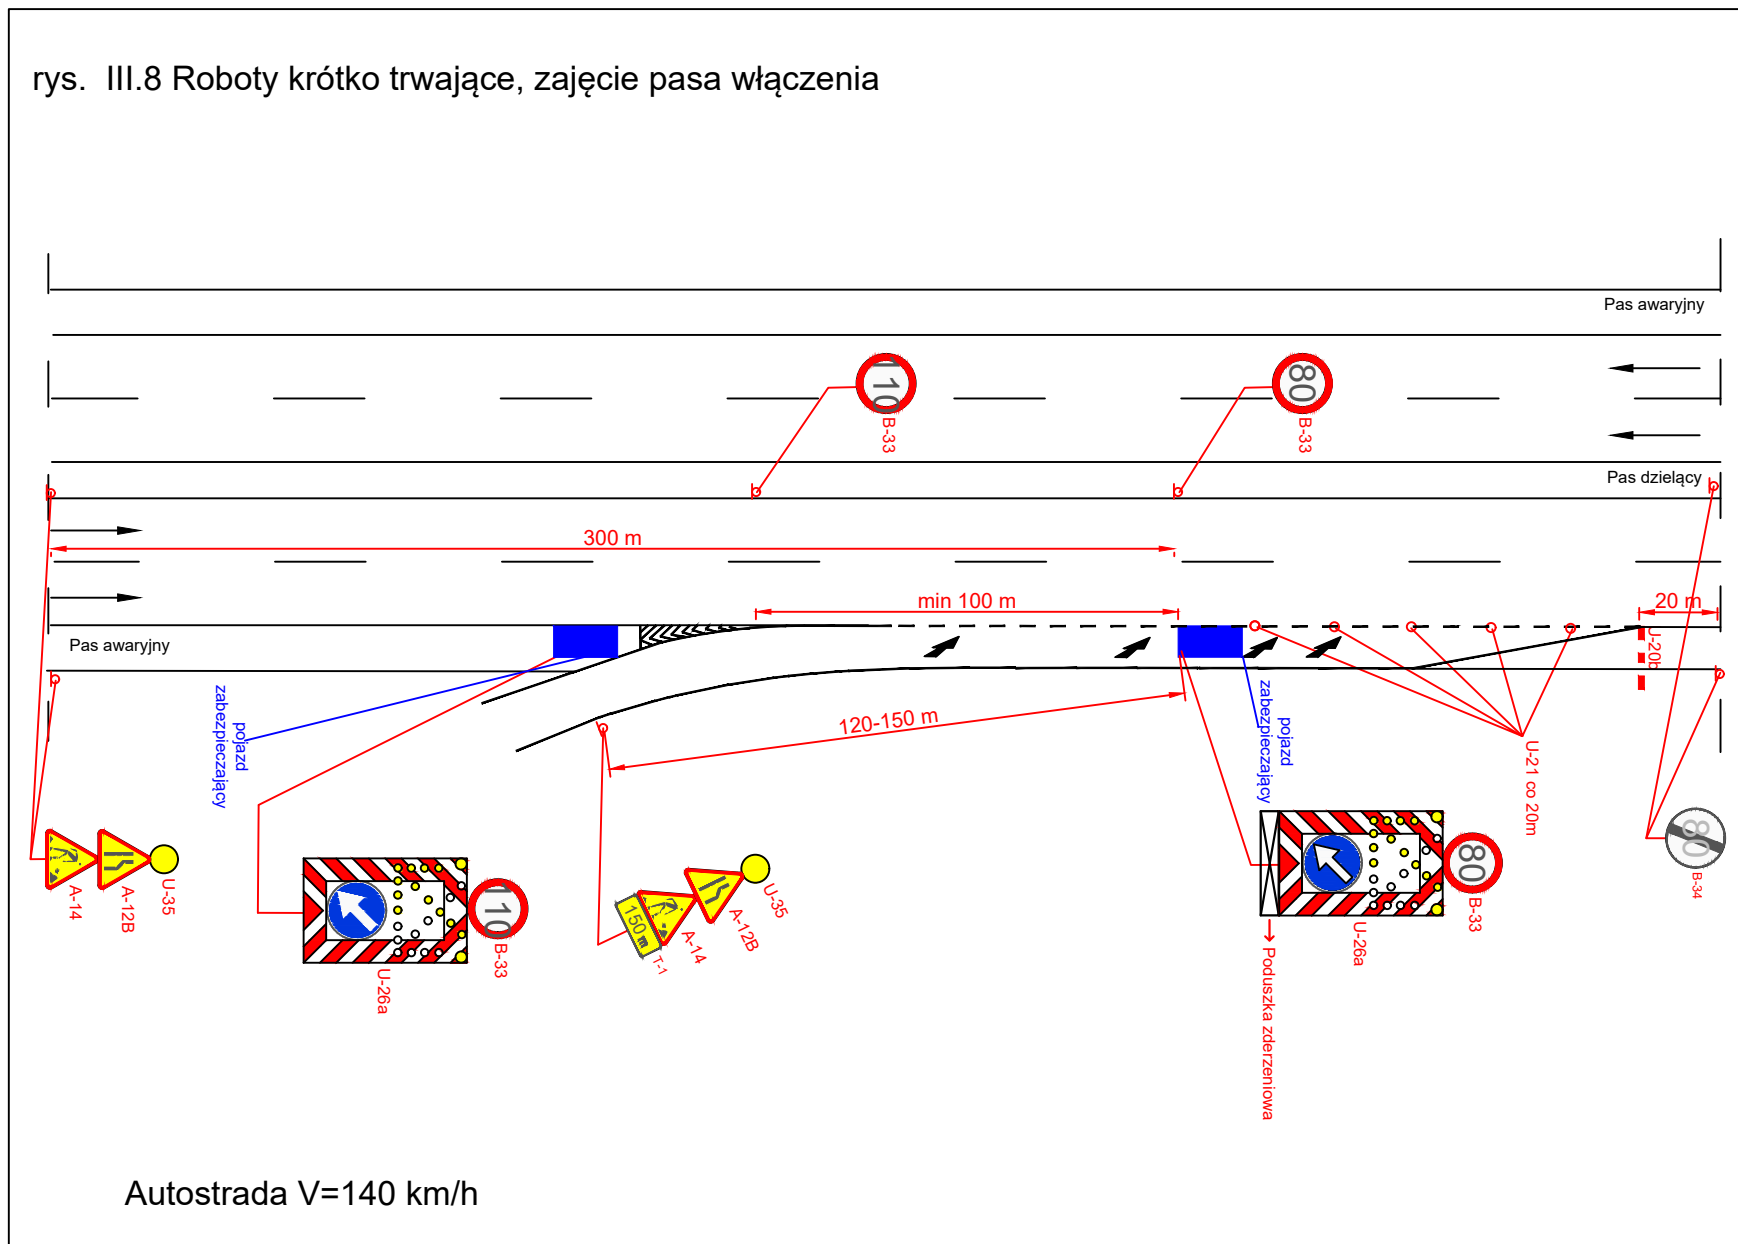 rys. III.8 Roboty krótko trwające, zajęcie pasa włączenia
Pas awaryjny
110
B-33
80
B-33
Pas dzielący
300 m
min 100 m
20 m
Pas awaryjny
U-20b
120-150 m
pojazd
zabezpieczający
pojazd
zabezpieczający
U-21 co 20m
A-14
A-12B
U-35
110
B-33
U-26a
150 m
T-1
A-14
A-12B
U-35
80
B-33
U-26a
Poduszka zderzeniowa
80
B-34
Autostrada V=140 km/h